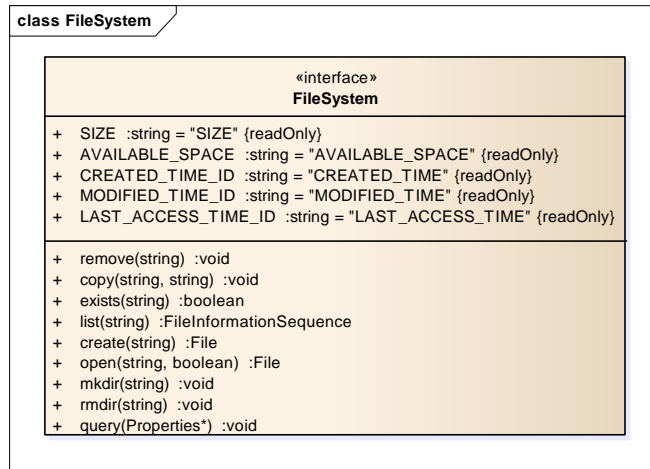 class FileSystem
«interface»
FileSystem
+ SIZE :string = "SIZE" {readOnly}
+ AVAILABLE_SPACE :string = "AVAILABLE_SPACE" {readOnly}
+ CREATED_TIME_ID :string = "CREATED_TIME" {readOnly}
+ MODIFIED_TIME_ID :string = "MODIFIED_TIME" {readOnly}
+ LAST_ACCESS_TIME_ID :string = "LAST_ACCESS_TIME" {readOnly}
+ remove(string) :void
+ copy(string, string) :void
+ exists(string) :boolean
+ list(string) :FileInformationSequence
+ create(string) :File
+ open(string, boolean) :File
+ mkdir(string) :void
+ rmdir(string) :void
+ query(Properties*) :void